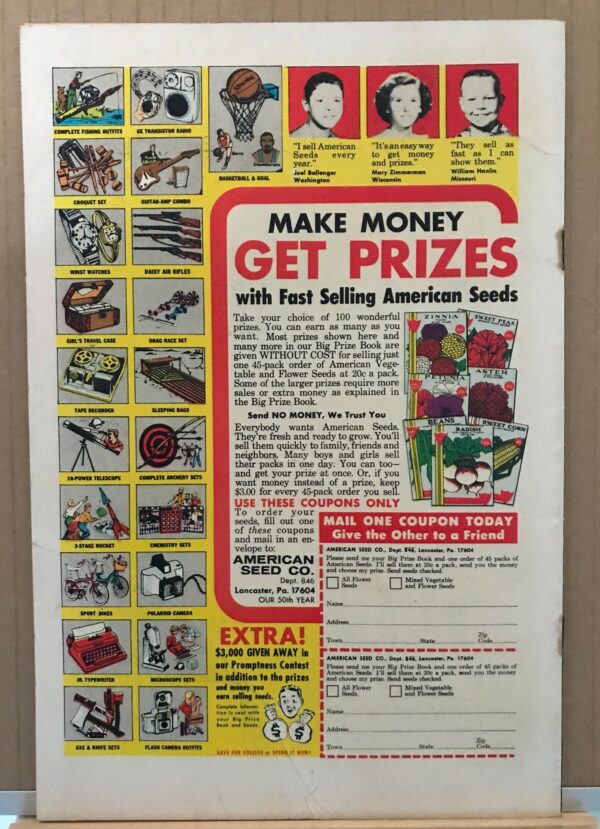 COMPLETE FISHING OUTFITS
GE TRANSISTOR RADIO
BASKETBALL & GOAL
CROQUET SET
GUITAR-AMP COMBO
WRIST WATCHES
DAISY AIR RIFLES
GIRL'S TRAVEL CASE
DRAG RACE SET
TAPE RECORDER
SLEEPING BAGS
10-POWER TELESCOPE
COMPLETE ARCHERY SETS
3-STAGE ROCKET
CHEMISTRY SETS
SPORT BIKES
POLAROID CAMERA
JR. TYPEWRITER
MICROSCOPE SETS
AXE & KNIFE SETS
FLASH CAMERA OUTFITS
"I sell American
Seeds every
year."
Joel Ballenger
Washington
"It's an easy way
to get money
and prizes."
Mary Zimmerman
Wisconsin
"They sell as
fast as I can
show them."
William Hanlin
Missouri
MAKE MONEY
GET PRIZES
with Fast Selling American Seeds
Take your choice of 100 wonderful
prizes. You can earn as many as you
want. Most prizes shown here and
many more in our Big Prize Book are
given WITHOUT COST for selling just
one 45-pack order of American Vege-
table and Flower Seeds at 20c a pack.
Some of the larger prizes require more
sales or extra money as explained in
the Big Prize Book.
Send NO MONEY, We Trust You
Everybody wants American Seeds.
They're fresh and ready to grow. You'll
sell them quickly to family, friends and
neighbors. Many boys and girls sell
their packs in one day. You can too—
and get your prize at once. Or, if you
want money instead of a prize, keep
$3.00 for every 45-pack order you sell.
ZINNIA
SWEET PEAS
ASTER
PETUNIA
BEANS
RADISH
SWEET CORN
USE THESE COUPONS ONLY
To order your
seeds, fill out one
of these coupons
and mail in an en-
velope to:
AMERICAN
SEED CO.
Dept. 846
Lancaster, Pa. 17604
OUR 50th YEAR
EXTRA!
$3,000 GIVEN AWAY in
our Promptness Contest
in addition to the prizes
and money you
earn selling seeds.
Complete informa-
tion is sent with
your Big Prize
Book and Seeds.
$ $
SAVE FOR COLLEGE or SPEND IT NOW!
MAIL ONE COUPON TODAY
Give the Other to a Friend
AMERICAN SEED CO., Dept. 846, Lancaster, Pa. 17604
Please send me your Big Prize Book and one order of 45 packs of
American Seeds. I'll sell them at 20c a pack, send you the money
and choose my prize. Send seeds checked.
All Flower
Seeds
Mixed Vegetable
and Flower Seeds
Name
Address
Town State Zip Code
AMERICAN SEED CO., Dept. 846, Lancaster, Pa. 17604
Please send me your Big Prize Book and one order of 45 packs of
American Seeds. I'll sell them at 20c a pack, send you the money
and choose my prize. Send seeds checked.
All Flower
Seeds
Mixed Vegetable
and Flower Seeds
Name
Address
Town State Zip Code